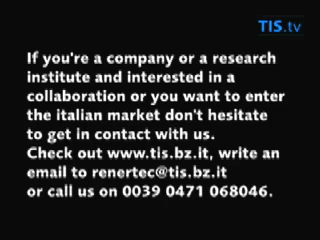 TIS.tv
If you're a company or a research
institute and interested in a
collaboration or you want to enter
the italian market don't hesitate
to get in contact with us.
Check out www.tis.bz.it, write an
email to renertec@tis.bz.it
or call us on 0039 0471 068046.